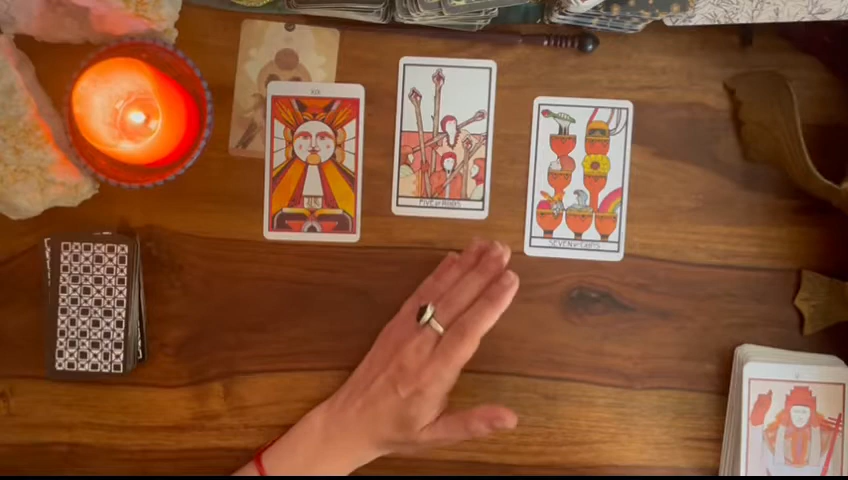 XIX
FIVE OF RODS
SEVEN OF CUPS
V